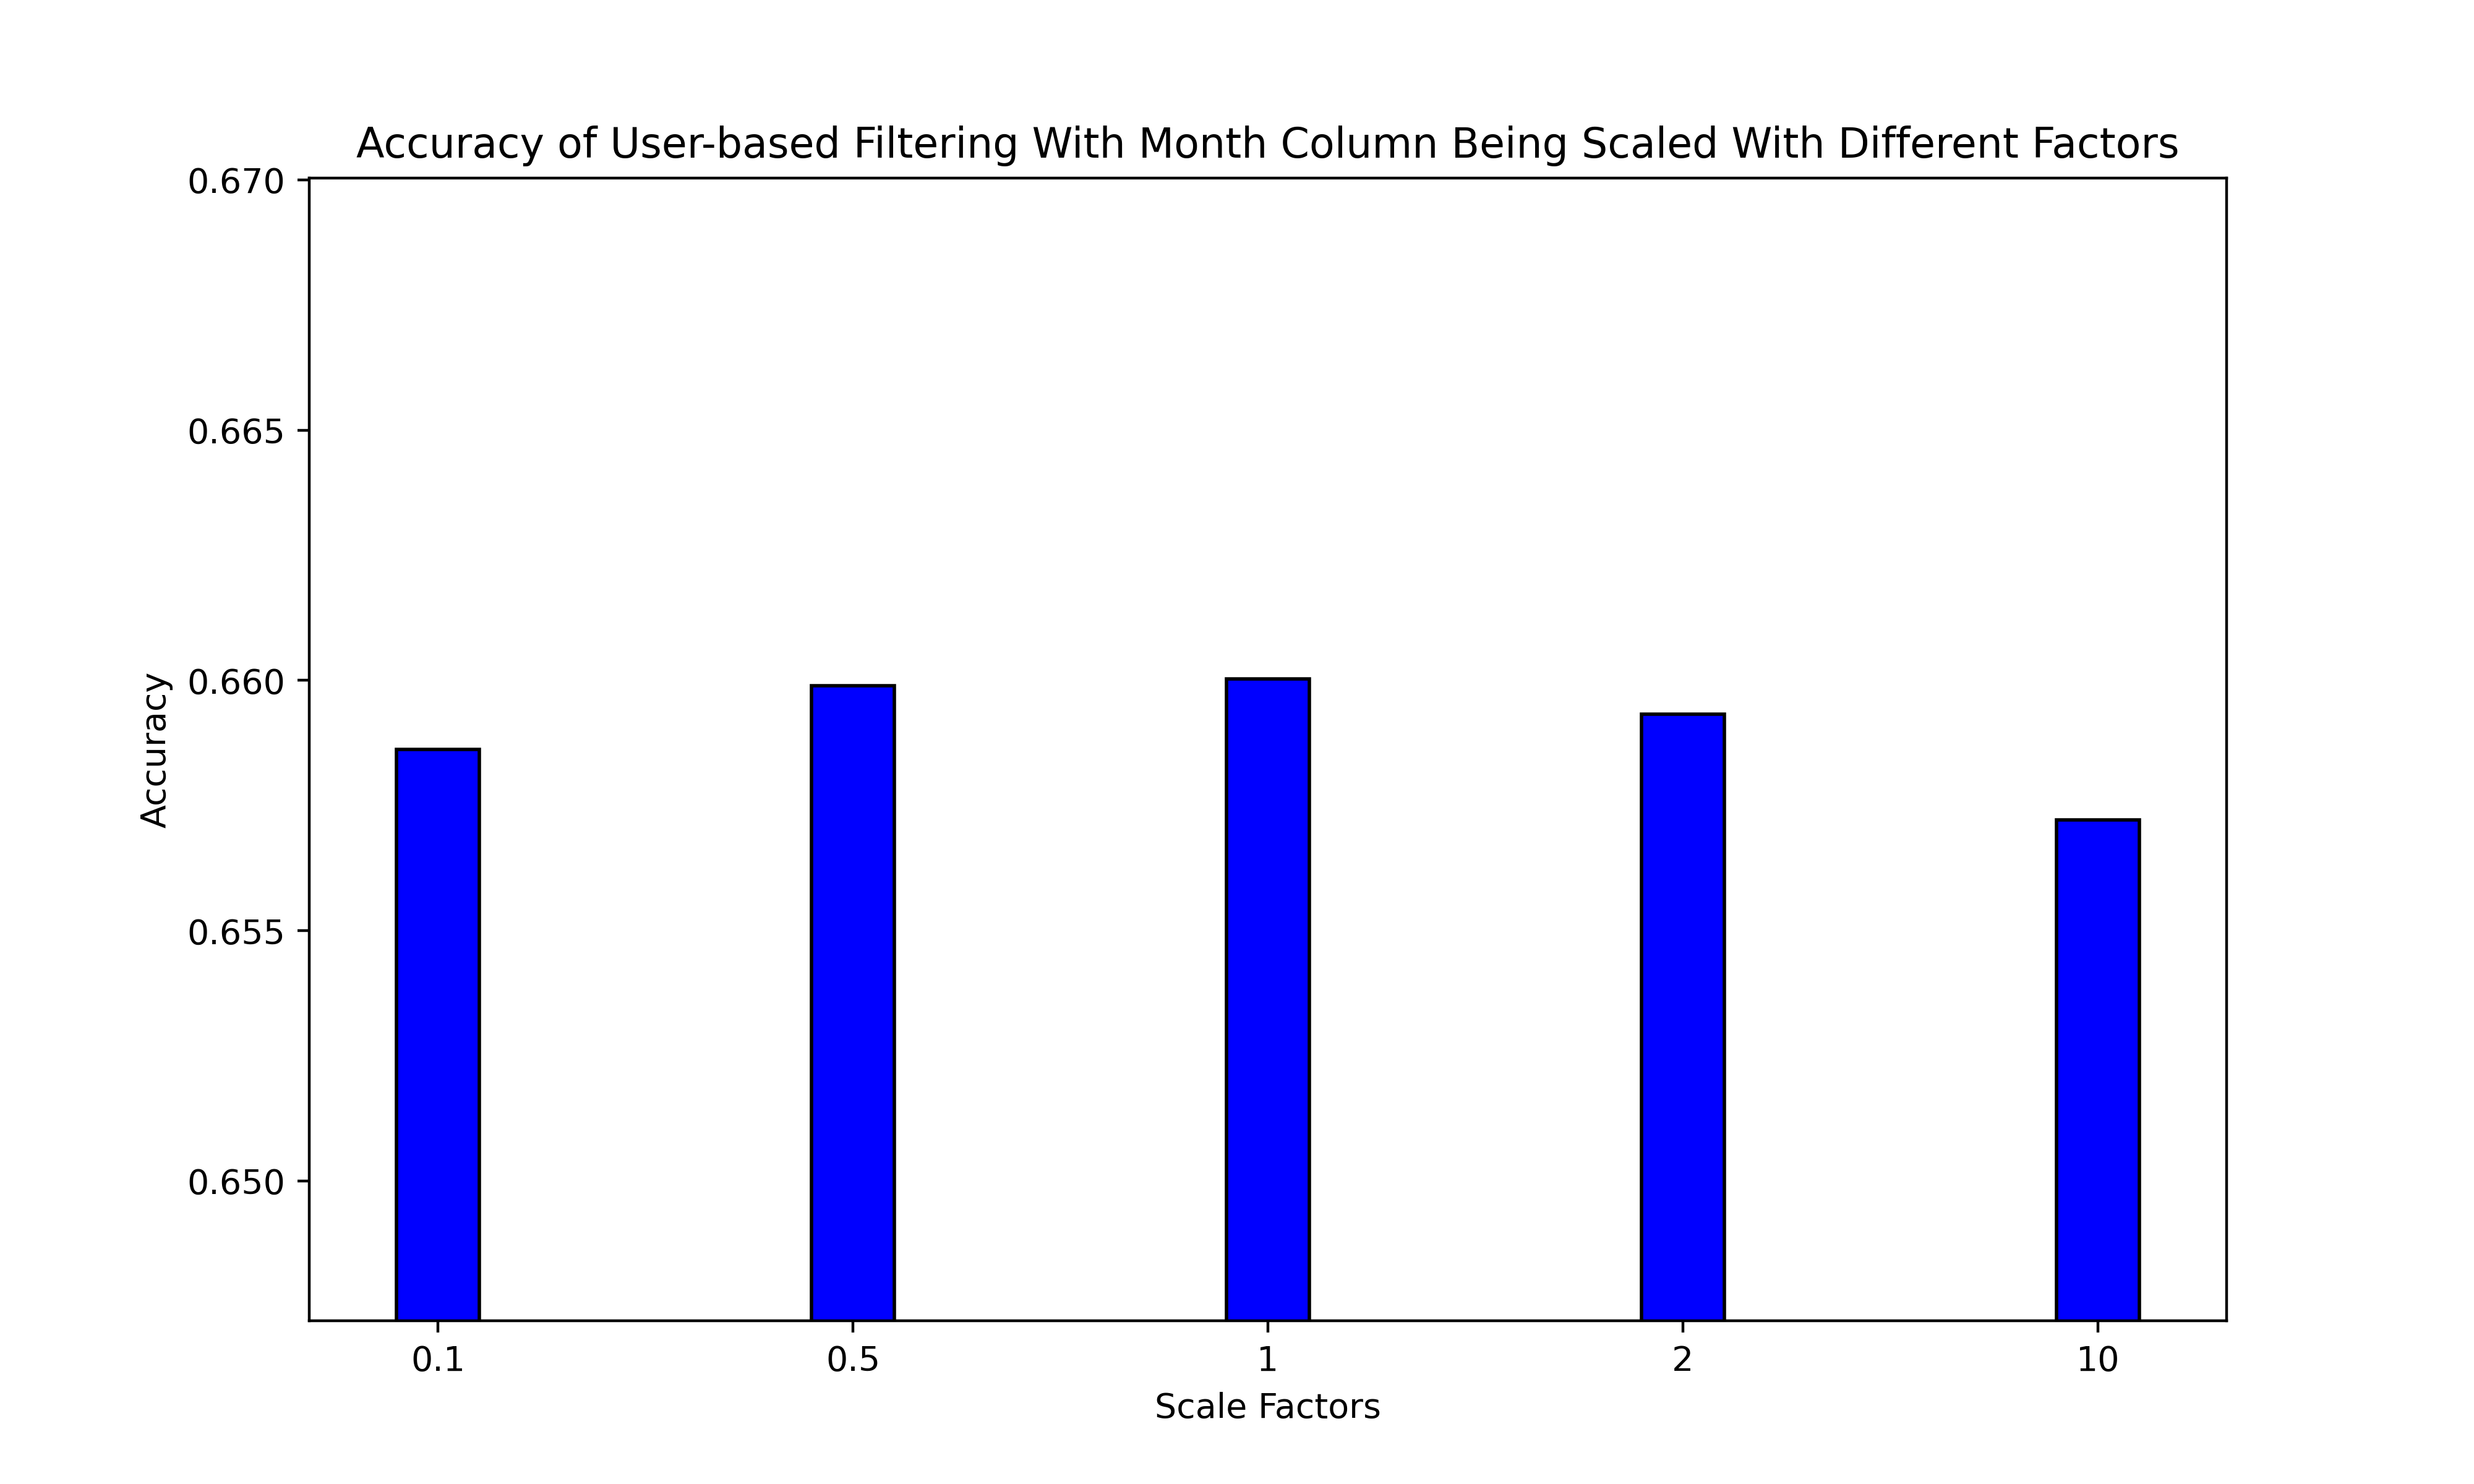 Accuracy of User-based Filtering With Month Column Being Scaled With Different Factors
0.670
0.665
0.660
0.655
0.650
Accuracy
0.1 0.5 1 2 10
Scale Factors